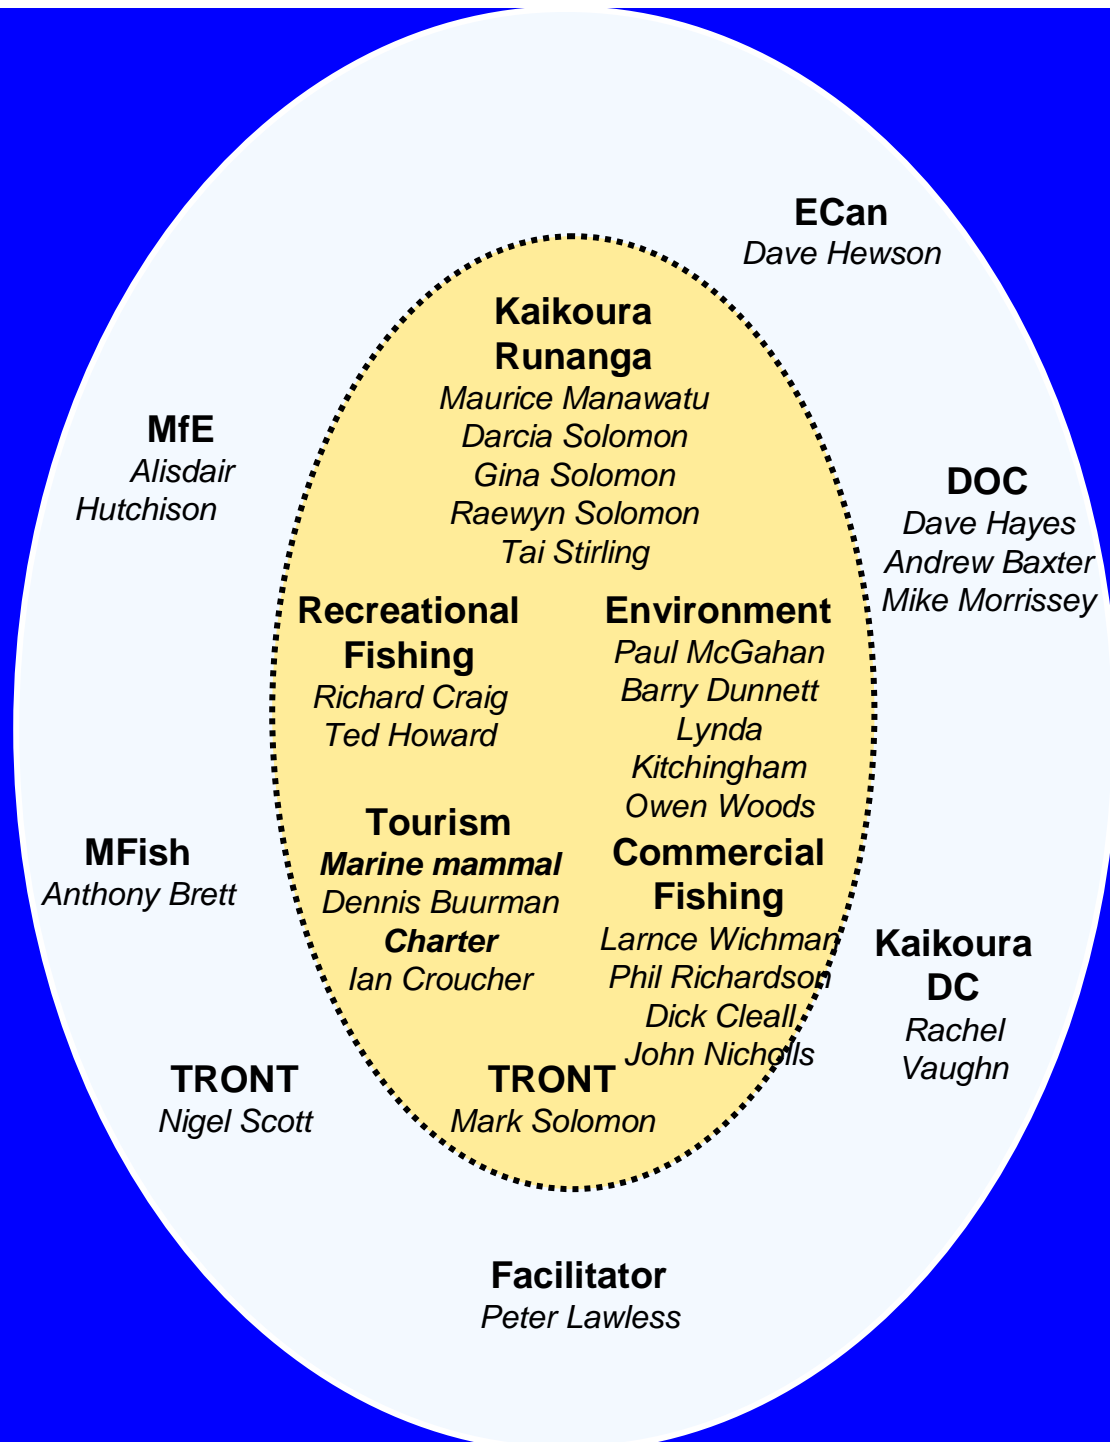 ECan
Dave Hewson
Kaikoura
Runanga
Maurice Manawatu
Darcia Solomon
Gina Solomon
Raewyn Solomon
Tai Stirling
MfE
Alisdair
Hutchison
DOC
Dave Hayes
Andrew Baxter
Mike Morrissey
Recreational
Fishing
Richard Craig
Ted Howard
Environment
Paul McGahan
Barry Dunnett
Lynda
Kitchingham
Owen Woods
Tourism
Marine mammal
Dennis Buurman
Charter
Ian Croucher
Commercial
Fishing
Larnce Wichman
Phil Richardson
Dick Cleall
John Nicholls
MFish
Anthony Brett
Kaikoura
DC
Rachel
Vaughn
TRONT
Nigel Scott
TRONT
Mark Solomon
Facilitator
Peter Lawless